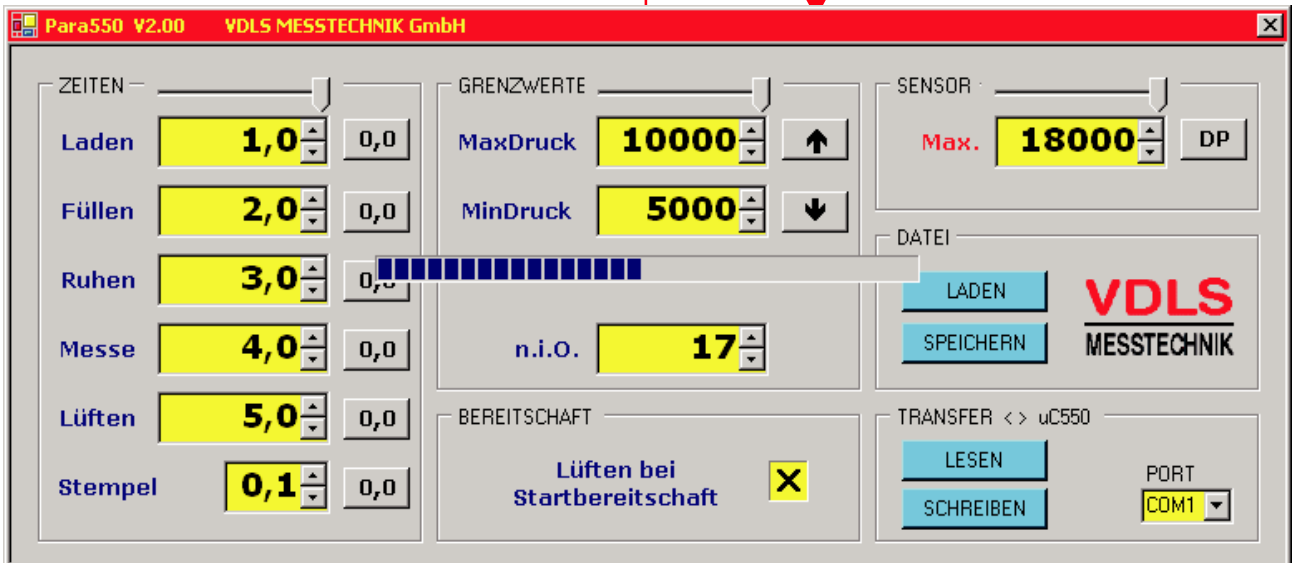 Para550 V2.00 VDLS MESSTECHNIK GmbH
ZEITEN
Laden 1,0 0,0
Füllen 2,0 0,0
Ruhen 3,0 0,0
Messe 4,0 0,0
Lüften 5,0 0,0
Stempel 0,1 0,0
GRENZWERTE
MaxDruck 10000
MinDruck 5000
n.i.O. 17
BEREITSCHAFT
Lüften bei
Startbereitschaft
SENSOR
Max. 18000 DP
DATEI
LADEN
SPEICHERN
VDLS
MESSTECHNIK
TRANSFER <> uC550
LESEN
SCHREIBEN
PORT
COM1